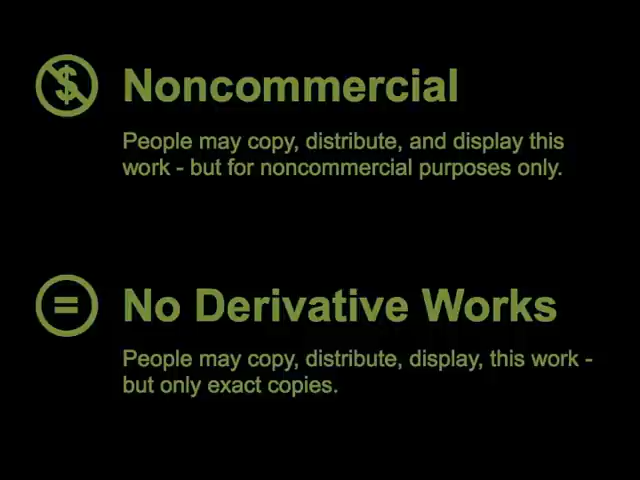 Noncommercial
People may copy, distribute, and display this
work - but for noncommercial purposes only.
No Derivative Works
People may copy, distribute, display, this work -
but only exact copies.